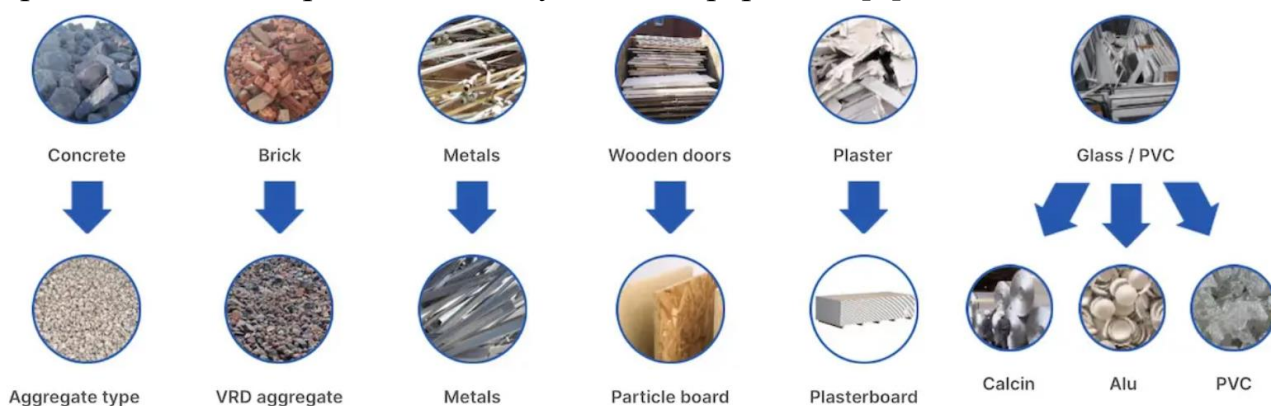 Concrete
Brick
Metals
Wooden doors
Plaster
Glass / PVC
Aggregate type
VRD aggregate
Metals
Particle board
Plasterboard
Calcin
Alu
PVC